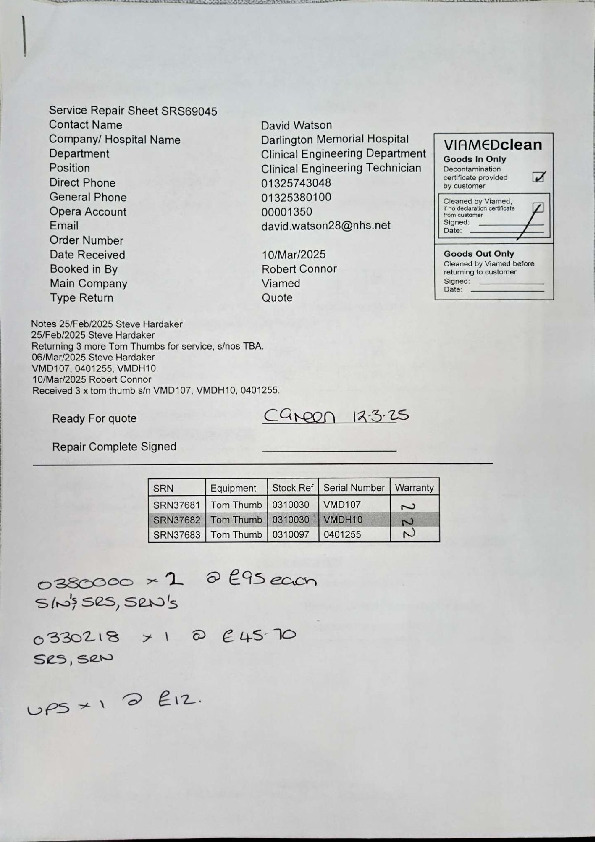 Service Repair Sheet SRS69045
Contact Name David Watson
Company/ Hospital Name Darlington Memorial Hospital
Department Clinical Engineering Department
Position Clinical Engineering Technician
Direct Phone 01325743048
General Phone 01325380100
Opera Account 00001350
Email david.watson28@nhs.net
Order Number
Date Received 10/Mar/2025
Booked in By Robert Connor
Main Company Viamed
Type Return Quote
VIAMEDclean
Goods In Only
Decontamination
certificate provided
by customer
Cleaned by Viamed,
if no declaration certificate
from customer
Signed:
Date:
Goods Out Only
Cleaned by Viamed before
returning to customer
Signed:
Date:
Notes 25/Feb/2025 Steve Hardaker
25/Feb/2025 Steve Hardaker
Returning 3 more Tom Thumbs for service, s/nos TBA.
06/Mar/2025 Steve Hardaker
VMD107, 0401255, VMDH10
10/Mar/2025 Robert Connor
Received 3 x tom thumb s/n VMD107, VMDH10, 0401255.
Ready For quote CGreen 12-3-25
Repair Complete Signed
SRN Equipment Stock Ref Serial Number Warranty
SRN37681 Tom Thumb 0310030 VMD107 N
SRN37682 Tom Thumb 0310030 VMDH10 N
SRN37683 Tom Thumb 0310097 0401255 N
0380000 x 2 @ £95 each
S/N's SRS, SRN's
0330218 x 1 @ £45-70
SRS, SRN
UPS x 1 @ £12.